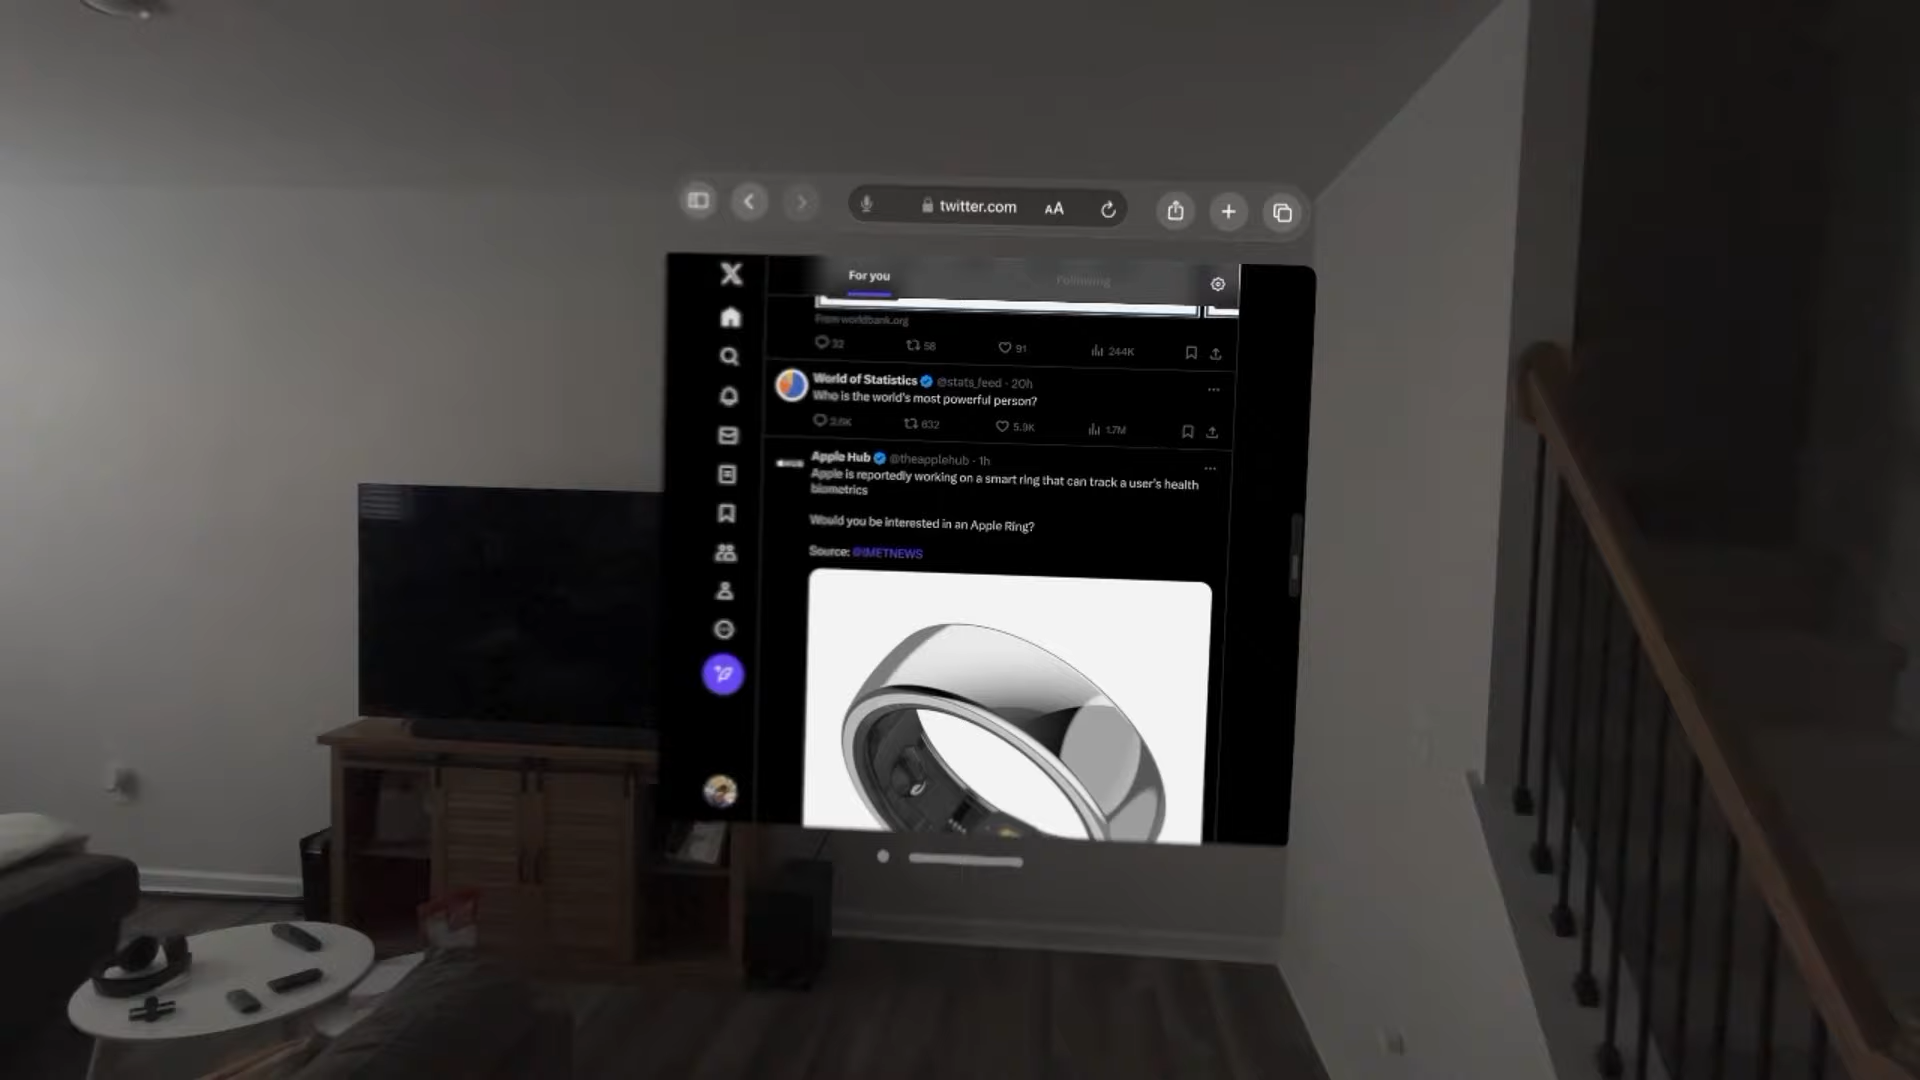 twitter.com AA
For you Following
From worldbank.org
32 58 91 244K
World of Statistics @stats_feed · 20h
Who is the world's most powerful person?
2.6K 632 5.9K 1.7M
Apple Hub @theapplehub · 1h
Apple is reportedly working on a smart ring that can track a user's health
biometrics
Would you be interested in an Apple Ring?
Source: @IMETNEWS